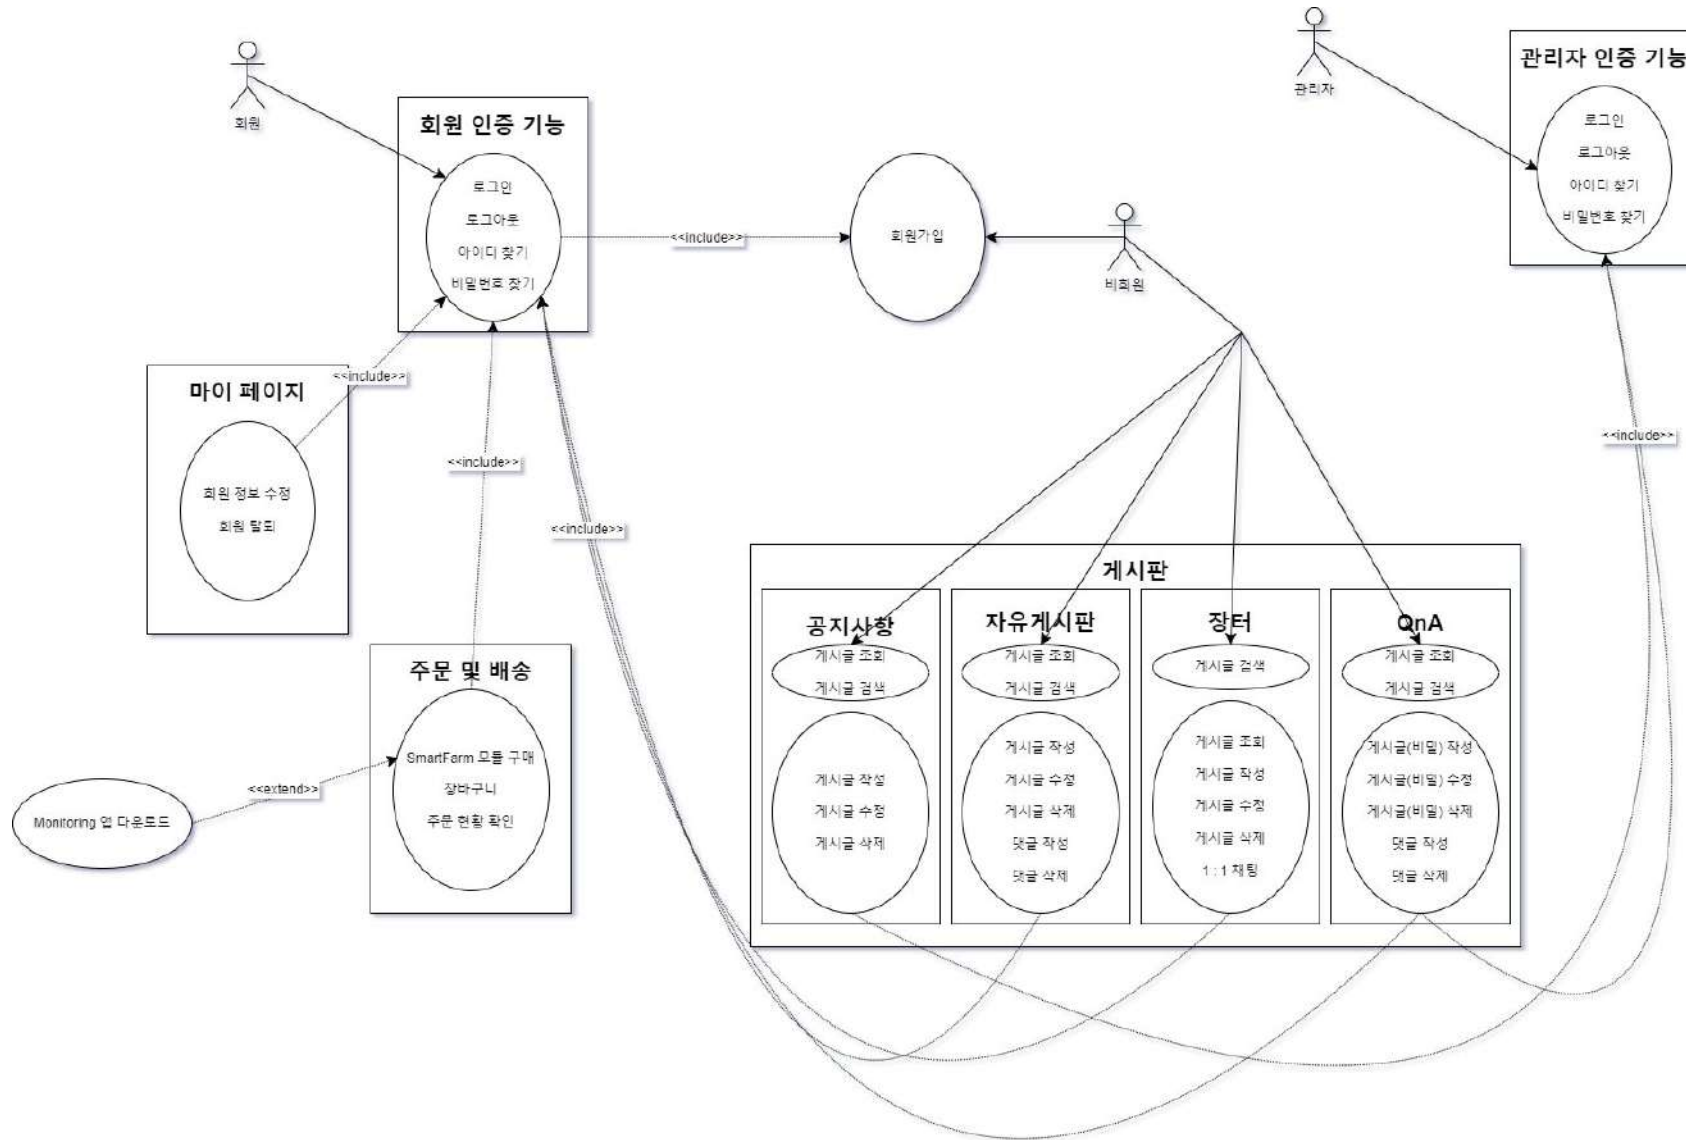 회원
관리자
비회원
회원 인증 기능
로그인
로그아웃
아이디 찾기
비밀번호 찾기
<<include>>
회원가입
관리자 인증 기능
로그인
로그아웃
아이디 찾기
비밀번호 찾기
<<include>>
마이 페이지
회원 정보 수정
회원 탈퇴
<<include>>
<<include>>
<<include>>
주문 및 배송
SmartFarm 모듈 구매
장바구니
주문 현황 확인
<<extend>>
Monitoring 앱 다운로드
게시판
공지사항
게시글 조회
게시글 검색
게시글 작성
게시글 수정
게시글 삭제
자유게시판
게시글 조회
게시글 검색
게시글 작성
게시글 수정
게시글 삭제
댓글 작성
댓글 삭제
장터
게시글 검색
게시글 조회
게시글 작성
게시글 수정
게시글 삭제
1 : 1 채팅
QnA
게시글 조회
게시글 검색
게시글(비밀) 작성
게시글(비밀) 수정
게시글(비밀) 삭제
댓글 작성
댓글 삭제